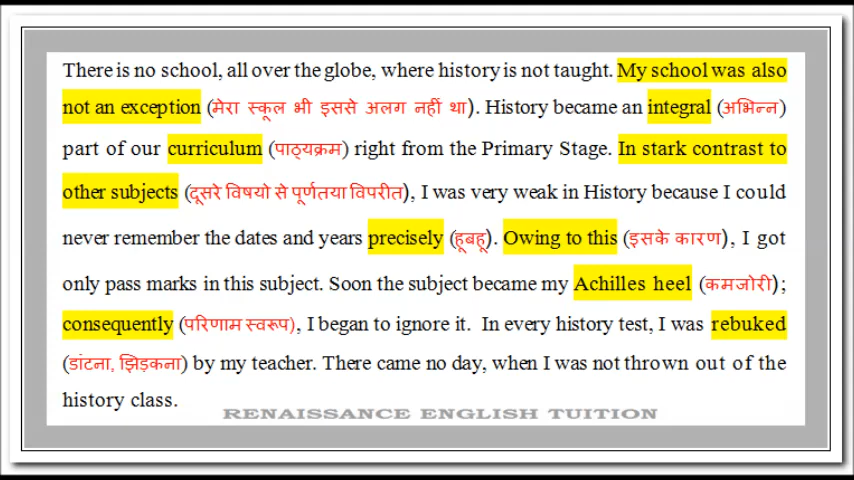 There is no school, all over the globe, where history is not taught. My school was also
not an exception (मेरा स्कूल भी इससे अलग नहीं था). History became an integral (अभिन्न)
part of our curriculum (पाठ्यक्रम) right from the Primary Stage. In stark contrast to
other subjects (दूसरे विषयो से पूर्णतया विपरीत), I was very weak in History because I could
never remember the dates and years precisely (हूबहू). Owing to this (इसके कारण), I got
only pass marks in this subject. Soon the subject became my Achilles heel (कमजोरी);
consequently (परिणाम स्वरूप), I began to ignore it. In every history test, I was rebuked
(डांटना, झिड़कना) by my teacher. There came no day, when I was not thrown out of the
history class.
RENAISSANCE ENGLISH TUITION